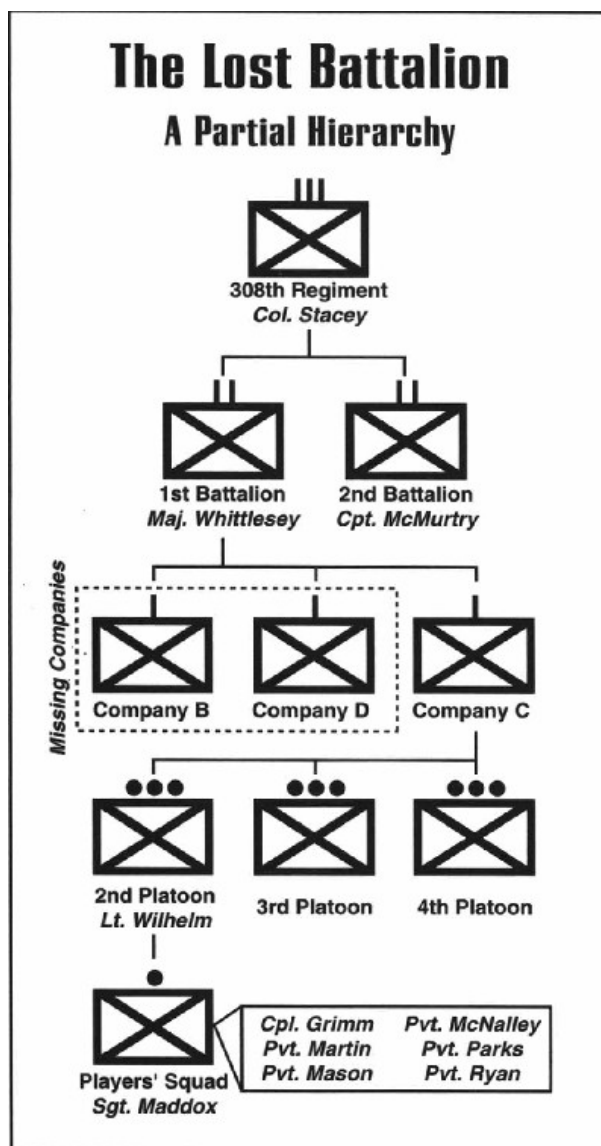 The Lost Battalion
A Partial Hierarchy
308th Regiment
Col. Stacey
1st Battalion
Maj. Whittlesey
2nd Battalion
Cpt. McMurtry
Missing Companies
Company B
Company D
Company C
2nd Platoon
Lt. Wilhelm
3rd Platoon
4th Platoon
Players' Squad
Sgt. Maddox
Cpl. Grimm Pvt. McNalley
Pvt. Martin Pvt. Parks
Pvt. Mason Pvt. Ryan